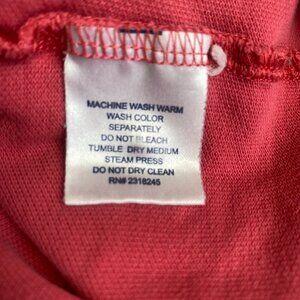 MACHINE WASH WARM
WASH COLOR
SEPARATELY
DO NOT BLEACH
TUMBLE DRY MEDIUM
STEAM PRESS
DO NOT DRY CLEAN
RN# 2318245